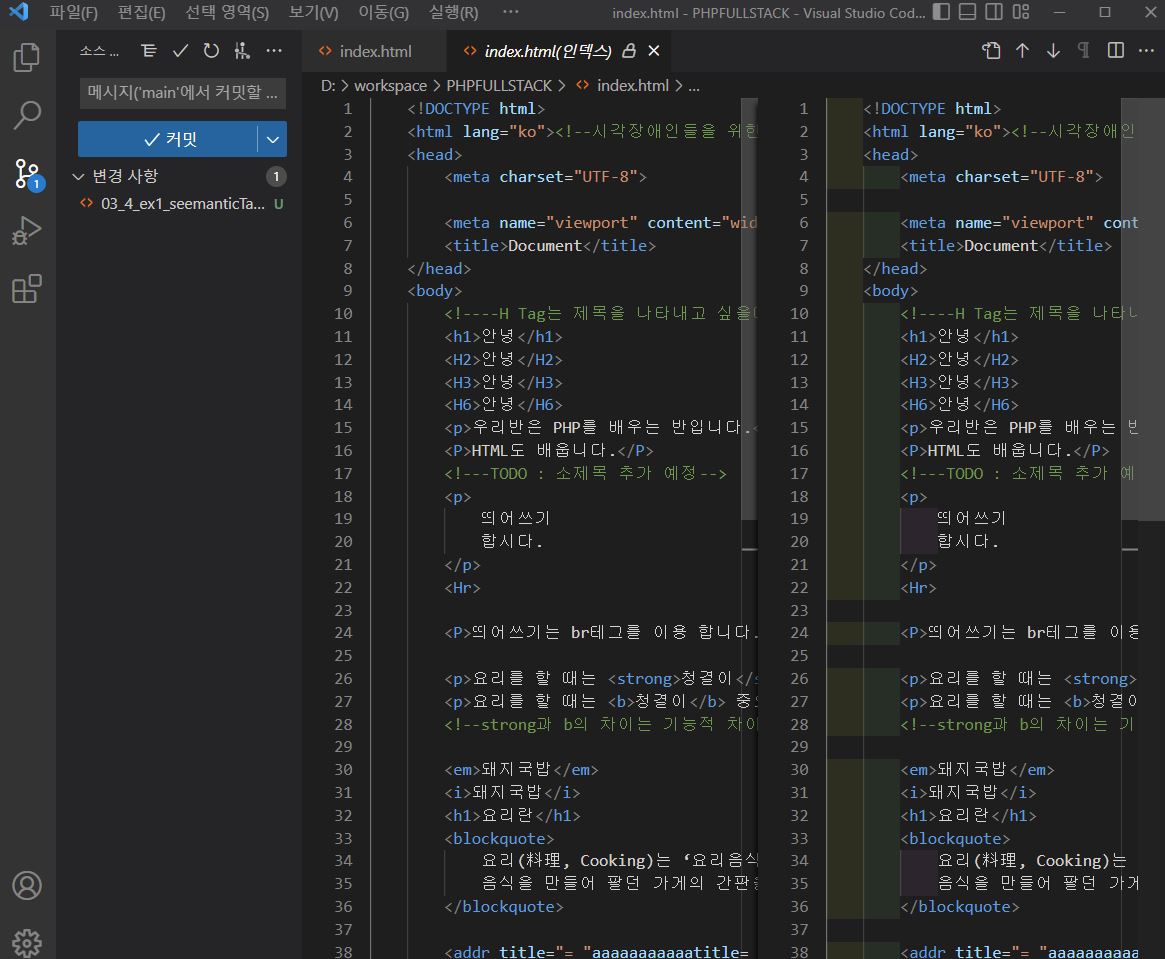 파일(F) 편집(E) 선택 영역(S) 보기(V) 이동(G) 실행(R) ··· index.html - PHPFULLSTACK - Visual Studio Cod...
소스 ...
메시지('main'에서 커밋할 ...
커밋
변경 사항 1
1
03_4_ex1_seemanticTa... U
index.html
index.html(인덱스)
D: > workspace > PHPFULLSTACK > index.html > ...
1 <!DOCTYPE html>
2 <html lang="ko"><!--시각장애인들을 위한
3 <head>
4 <meta charset="UTF-8">
5
6 <meta name="viewport" content="wid
7 <title>Document</title>
8 </head>
9 <body>
10 <!----H Tag는 제목을 나타내고 싶을
11 <h1>안녕</h1>
12 <H2>안녕</H2>
13 <H3>안녕</H3>
14 <H6>안녕</H6>
15 <p>우리반은 PHP를 배우는 반입니다.<
16 <P>HTML도 배웁니다.</P>
17 <!---TODO : 소제목 추가 예정-->
18 <p>
19 띄어쓰기
20 합시다.
21 </p>
22 <Hr>
23
24 <P>띄어쓰기는 br테그를 이용 합니다.
25
26 <p>요리를 할 때는 <strong>청결이</s
27 <p>요리를 할 때는 <b>청결이</b> 중
28 <!--strong과 b의 차이는 기능적 차이
29
30 <em>돼지국밥</em>
31 <i>돼지국밥</i>
32 <h1>요리란</h1>
33 <blockquote>
34 요리(料理, Cooking)는 ‘요리음식
35 음식을 만들어 팔던 가게의 간판을
36 </blockquote>
37
38 <addr title="= "aaaaaaaaaaatitle=
1 <!DOCTYPE html>
2 <html lang="ko"><!--시각장애인
3 <head>
4 <meta charset="UTF-8">
5
6 <meta name="viewport" cont
7 <title>Document</title>
8 </head>
9 <body>
10 <!----H Tag는 제목을 나타나
11 <h1>안녕</h1>
12 <H2>안녕</H2>
13 <H3>안녕</H3>
14 <H6>안녕</H6>
15 <p>우리반은 PHP를 배우는
16 <P>HTML도 배웁니다.</P>
17 <!---TODO : 소제목 추가 예
18 <p>
19 띄어쓰기
20 합시다.
21 </p>
22 <Hr>
23
24 <P>띄어쓰기는 br테그를 이용
25
26 <p>요리를 할 때는 <strong>
27 <p>요리를 할 때는 <b>청결이
28 <!--strong과 b의 차이는 기
29
30 <em>돼지국밥</em>
31 <i>돼지국밥</i>
32 <h1>요리란</h1>
33 <blockquote>
34 요리(料理, Cooking)는
35 음식을 만들어 팔던 가게
36 </blockquote>
37
38 <addr title="= "aaaaaaaaaa